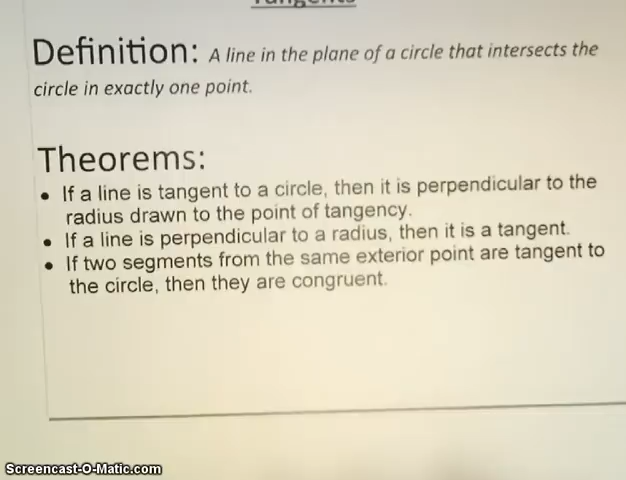 Tangents
Definition: A line in the plane of a circle that intersects the
circle in exactly one point.
Theorems:
• If a line is tangent to a circle, then it is perpendicular to the
radius drawn to the point of tangency.
• If a line is perpendicular to a radius, then it is a tangent.
• If two segments from the same exterior point are tangent to
the circle, then they are congruent.
Screencast-O-Matic.com